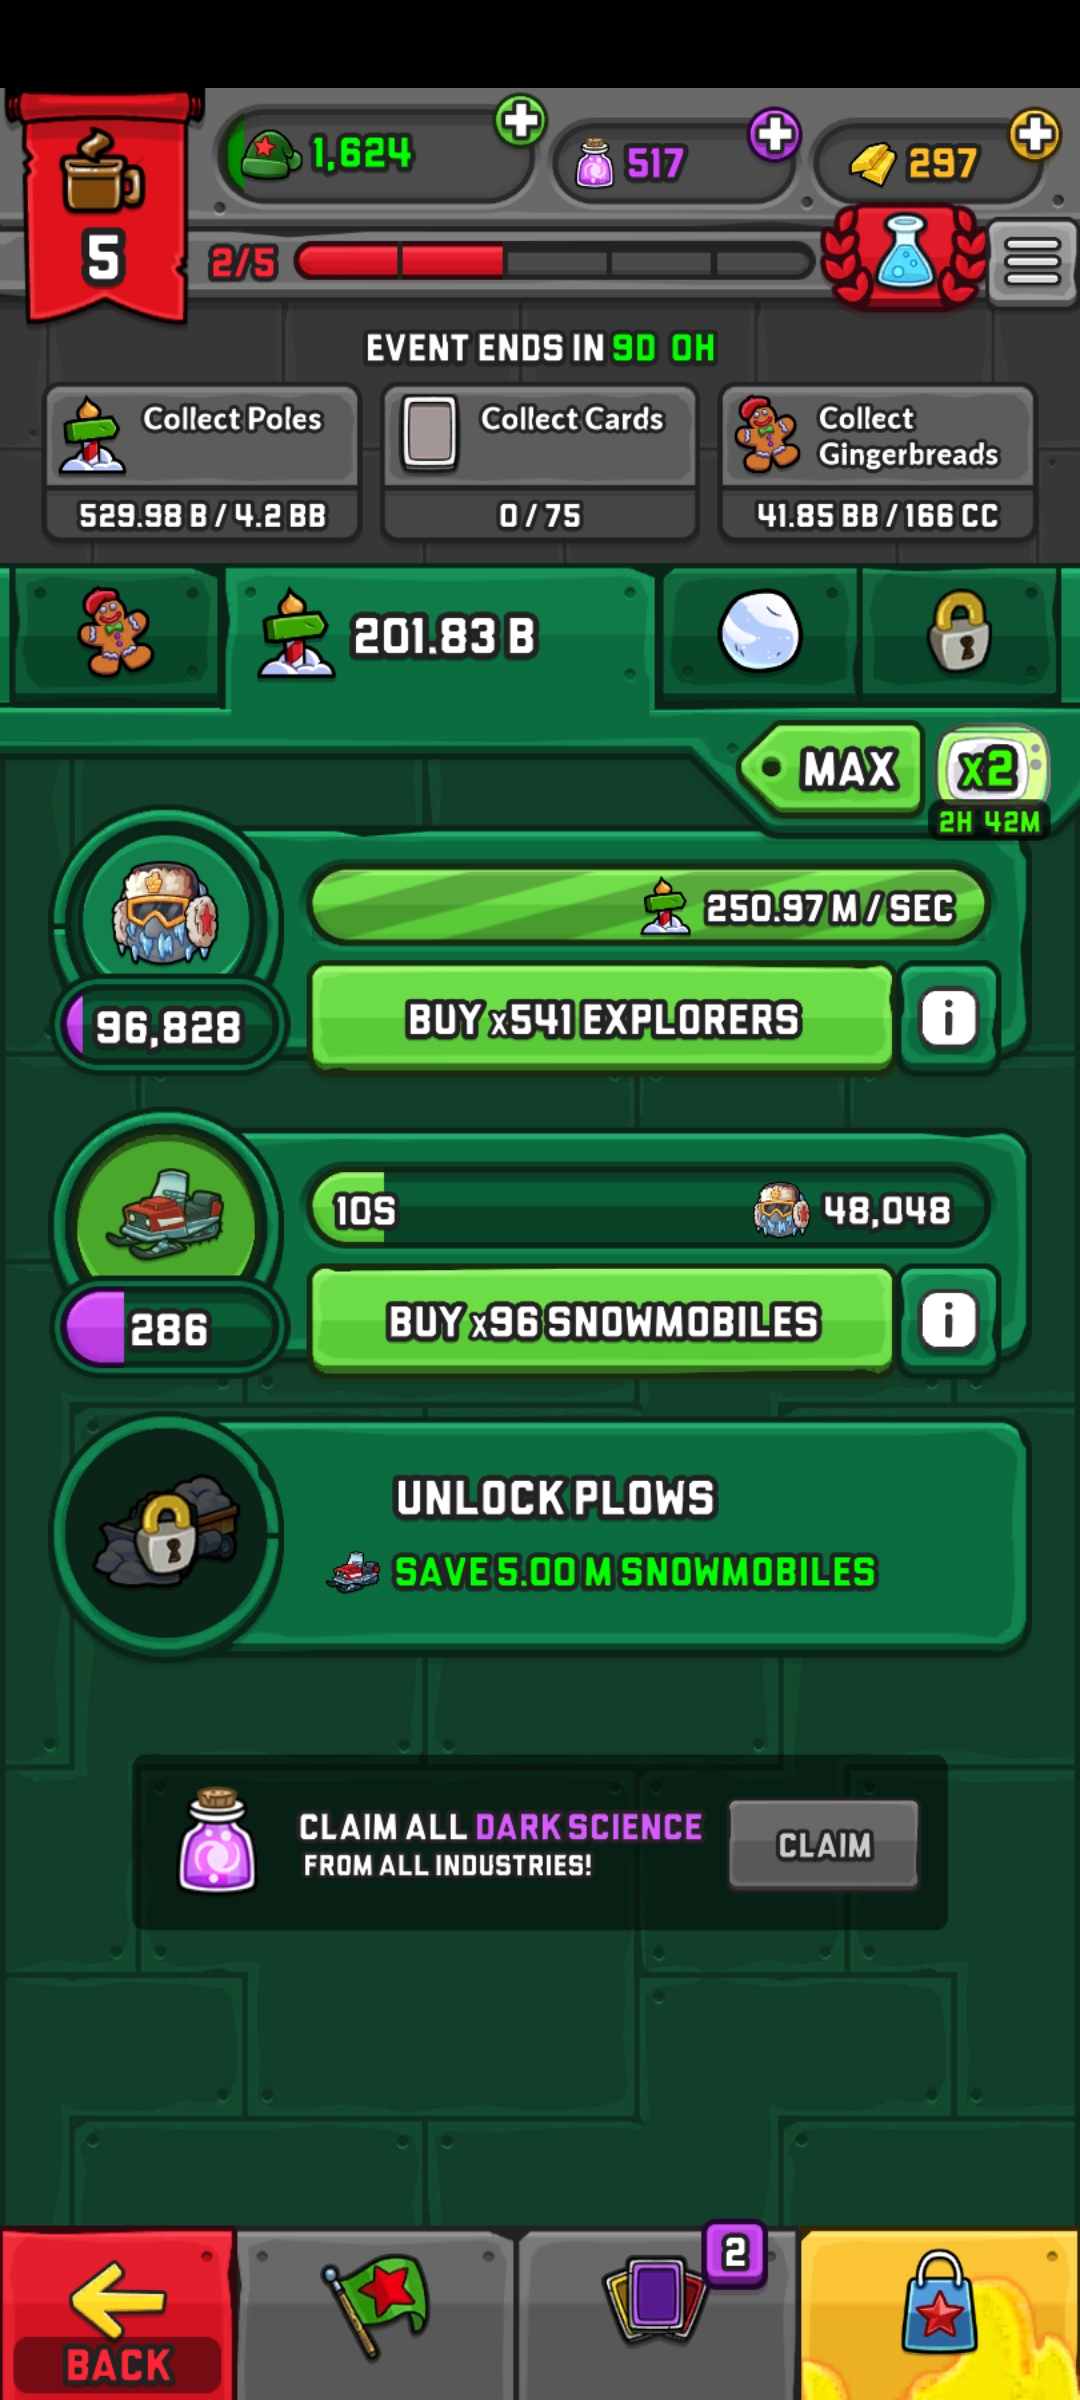 1,624
517
297
5
2/5
EVENT ENDS IN 9D 0H
Collect Poles
529.98 B / 4.2 BB
Collect Cards
0 / 75
Collect
Gingerbreads
41.85 BB / 166 CC
201.83 B
MAX
x2
2H 42M
250.97 M / SEC
96,828
BUY x541 EXPLORERS
i
10S
48,048
286
BUY x96 SNOWMOBILES
i
UNLOCK PLOWS
SAVE 5.00 M SNOWMOBILES
CLAIM ALL DARK SCIENCE
FROM ALL INDUSTRIES!
CLAIM
2
BACK